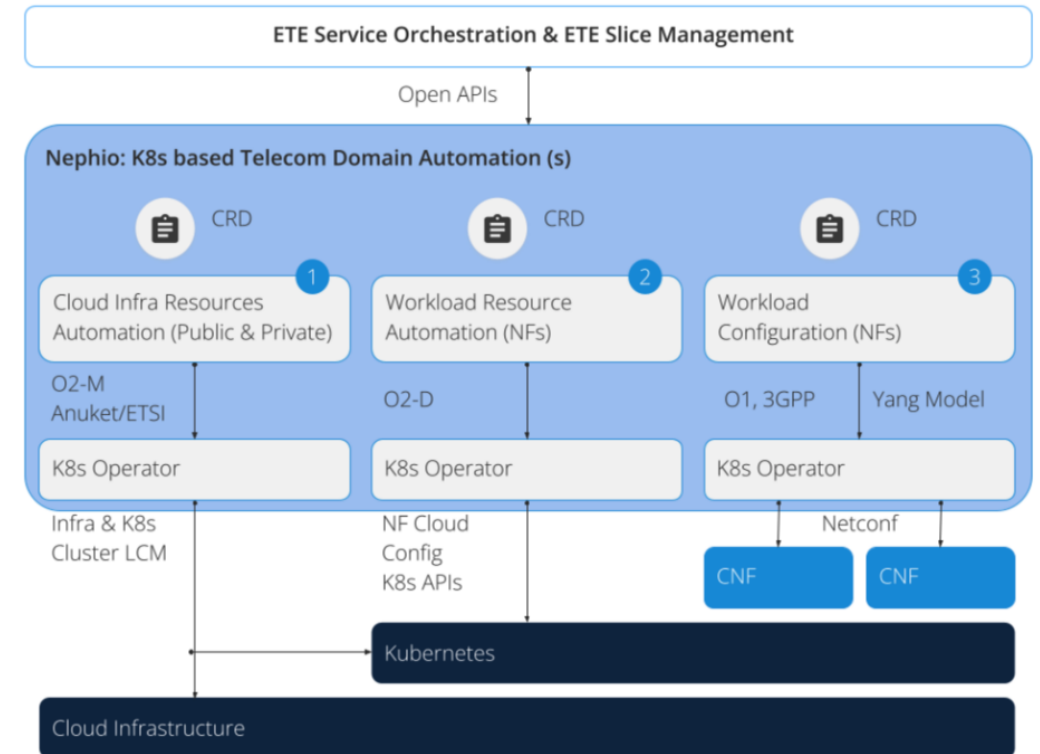 ETE Service Orchestration & ETE Slice Management
Open APIs
Nephio: K8s based Telecom Domain Automation (s)
CRD
CRD
CRD
1
2
3
Cloud Infra Resources
Automation (Public & Private)
Workload Resource
Automation (NFs)
Workload
Configuration (NFs)
O2-M
Anuket/ETSI
O2-D
O1, 3GPP
Yang Model
K8s Operator
K8s Operator
K8s Operator
Infra & K8s
Cluster LCM
NF Cloud
Config
K8s APIs
Netconf
CNF
CNF
Kubernetes
Cloud Infrastructure